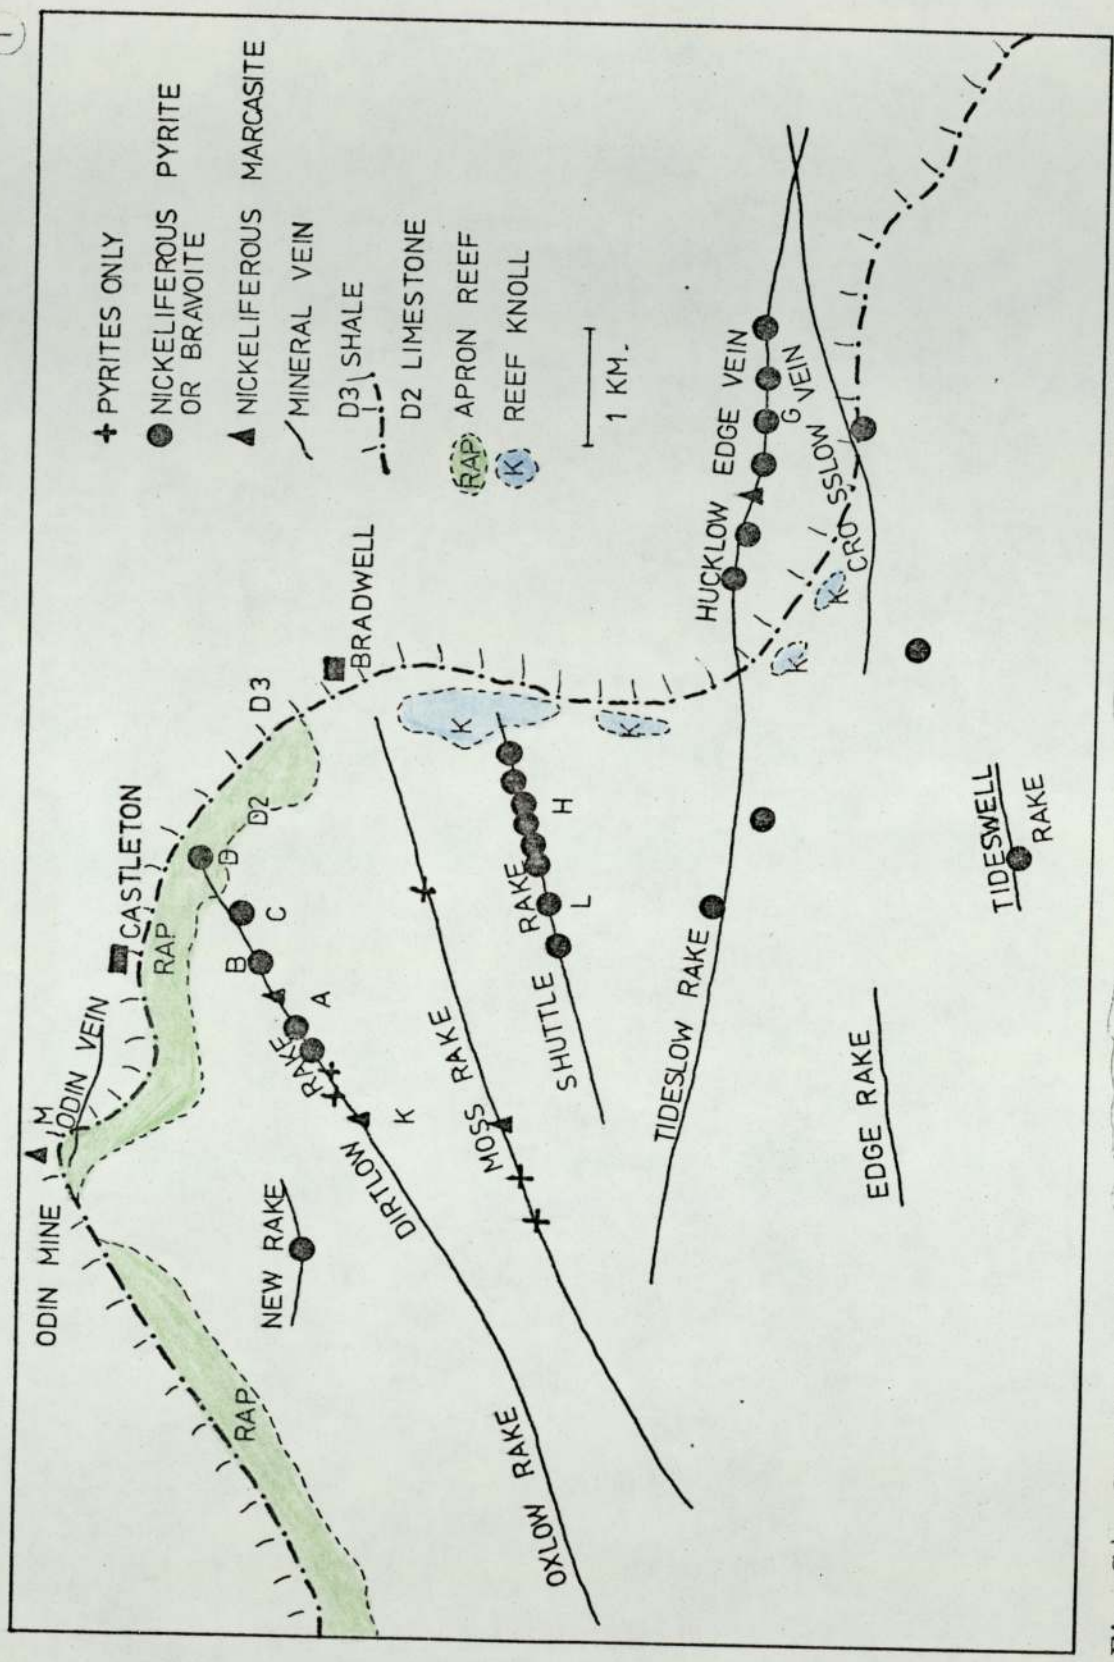 1
+ PYRITES ONLY
NICKELIFEROUS PYRITE
OR BRAVOITE
NICKELIFEROUS MARCASITE
MINERAL VEIN
D3 SHALE
D2 LIMESTONE
RAP APRON REEF
K REEF KNOLL
1 KM.
ODIN MINE
M
ODIN VEIN
CASTLETON
RAP
RAP
D3
D2
BRADWELL
NEW RAKE
D
C
B
A
K
DIRTLOW RAKE
OXLOW RAKE
MOSS RAKE
K
K
K
K
SHUTTLE RAKE
H
L
HUCKLOW EDGE VEIN
G
CROSSLOW VEIN
TIDESLOW RAKE
EDGE RAKE
TIDESWELL
RAKE